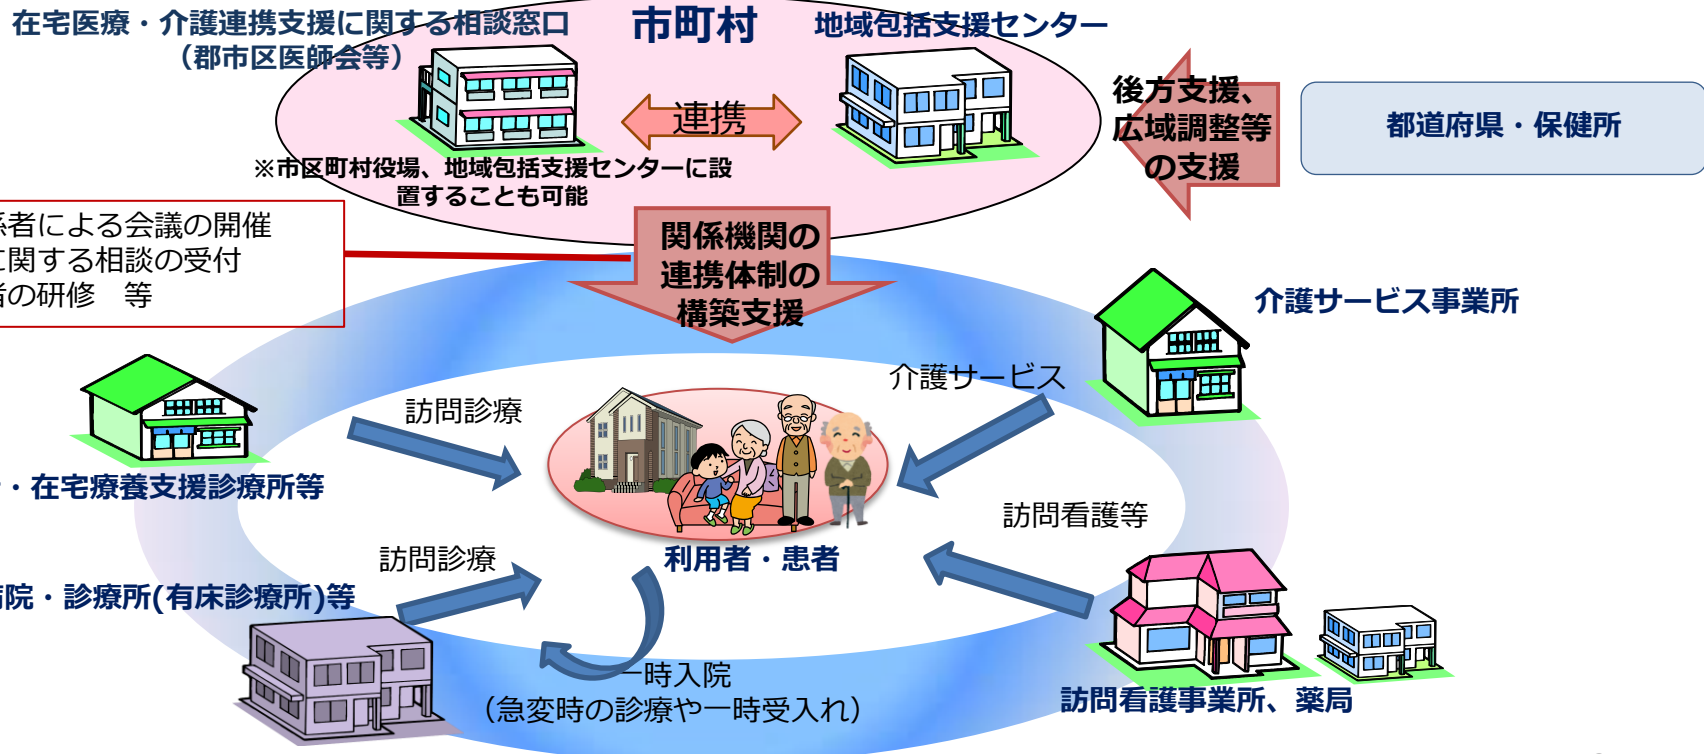 在宅医療・介護連携支援に関する相談窓口
（郡市区医師会等）
市町村
地域包括支援センター
連携
※市区町村役場、地域包括支援センターに設
置することも可能
後方支援、
広域調整等
の支援
都道府県・保健所
係者による会議の開催
に関する相談の受付
者の研修　等
関係機関の
連携体制の
構築支援
介護サービス事業所
介護サービス
訪問診療
・在宅療養支援診療所等
訪問看護等
利用者・患者
訪問診療
病院・診療所(有床診療所)等
一時入院
（急変時の診療や一時受入れ）
訪問看護事業所、薬局